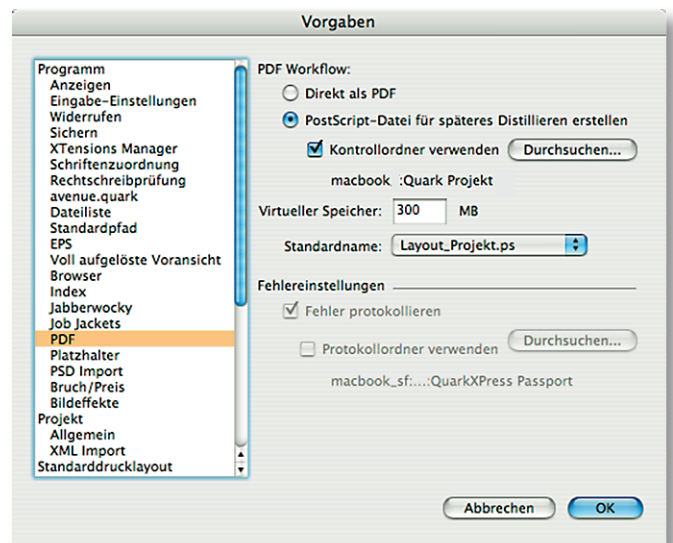 Vorgaben
Programm
Anzeigen
Eingabe-Einstellungen
Widerrufen
Sichern
XTensions Manager
Schriftenzuordnung
Rechtschreibprüfung
avenue.quark
Dateiliste
Standardpfad
EPS
Voll aufgelöste Voransicht
Browser
Index
Jabberwocky
Job Jackets
PDF
Platzhalter
PSD Import
Bruch/Preis
Bildeffekte
Projekt
Allgemein
XML Import
Standarddrucklayout
PDF Workflow:
Direkt als PDF
PostScript-Datei für späteres Distillieren erstellen
Kontrollordner verwenden Durchsuchen...
macbook :Quark Projekt
Virtueller Speicher: 300 MB
Standardname: Layout_Projekt.ps
Fehlereinstellungen
Fehler protokollieren
Protokollordner verwenden Durchsuchen...
macbook_sf:...:QuarkXPress Passport
Abbrechen OK